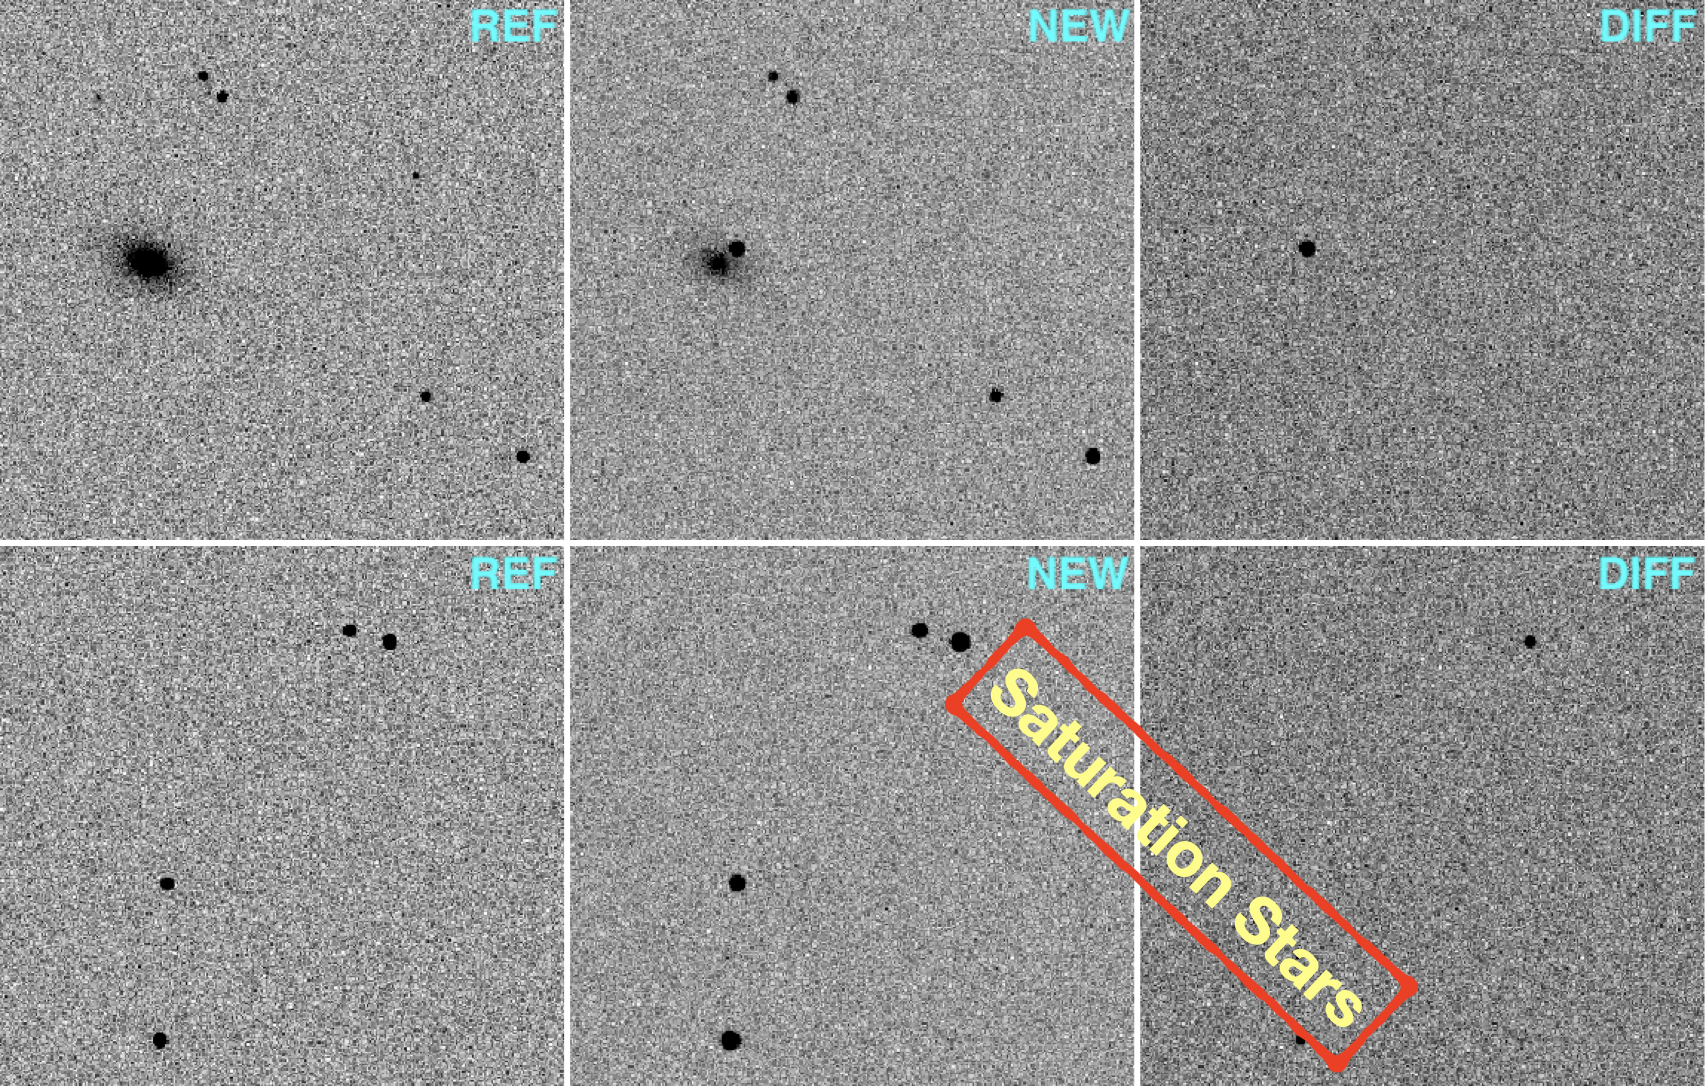 REF
NEW
DIFF
REF
NEW
DIFF
Saturation Stars